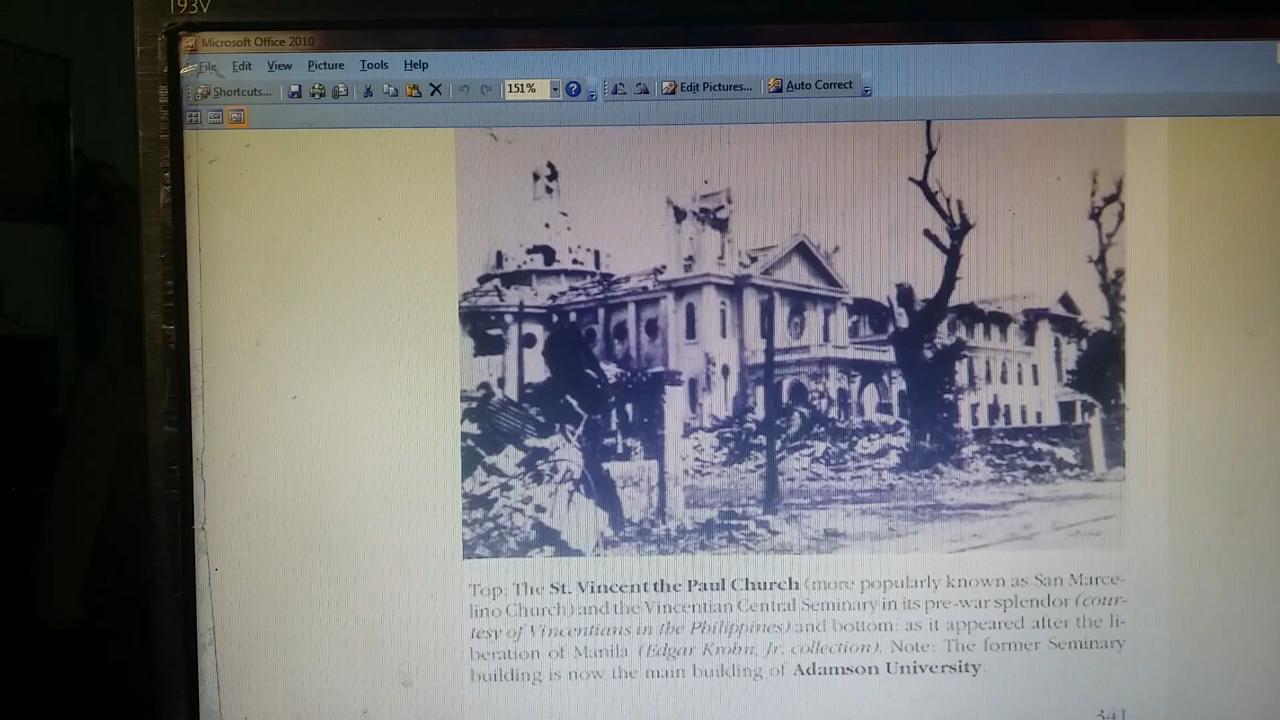 193V
Microsoft Office 2010
File Edit View Picture Tools Help
Shortcuts... 151% Edit Pictures... Auto Correct
Top: The St. Vincent the Paul Church (more popularly known as San Marce-
lino Church) and the Vincentian Central Seminary in its pre-war splendor (cour-
tesy of Vincentians in the Philippines) and bottom: as it appeared after the li-
beration of Manila (Edgar Krohn, Jr. collection). Note: The former Seminary
building is now the main building of Adamson University.
341